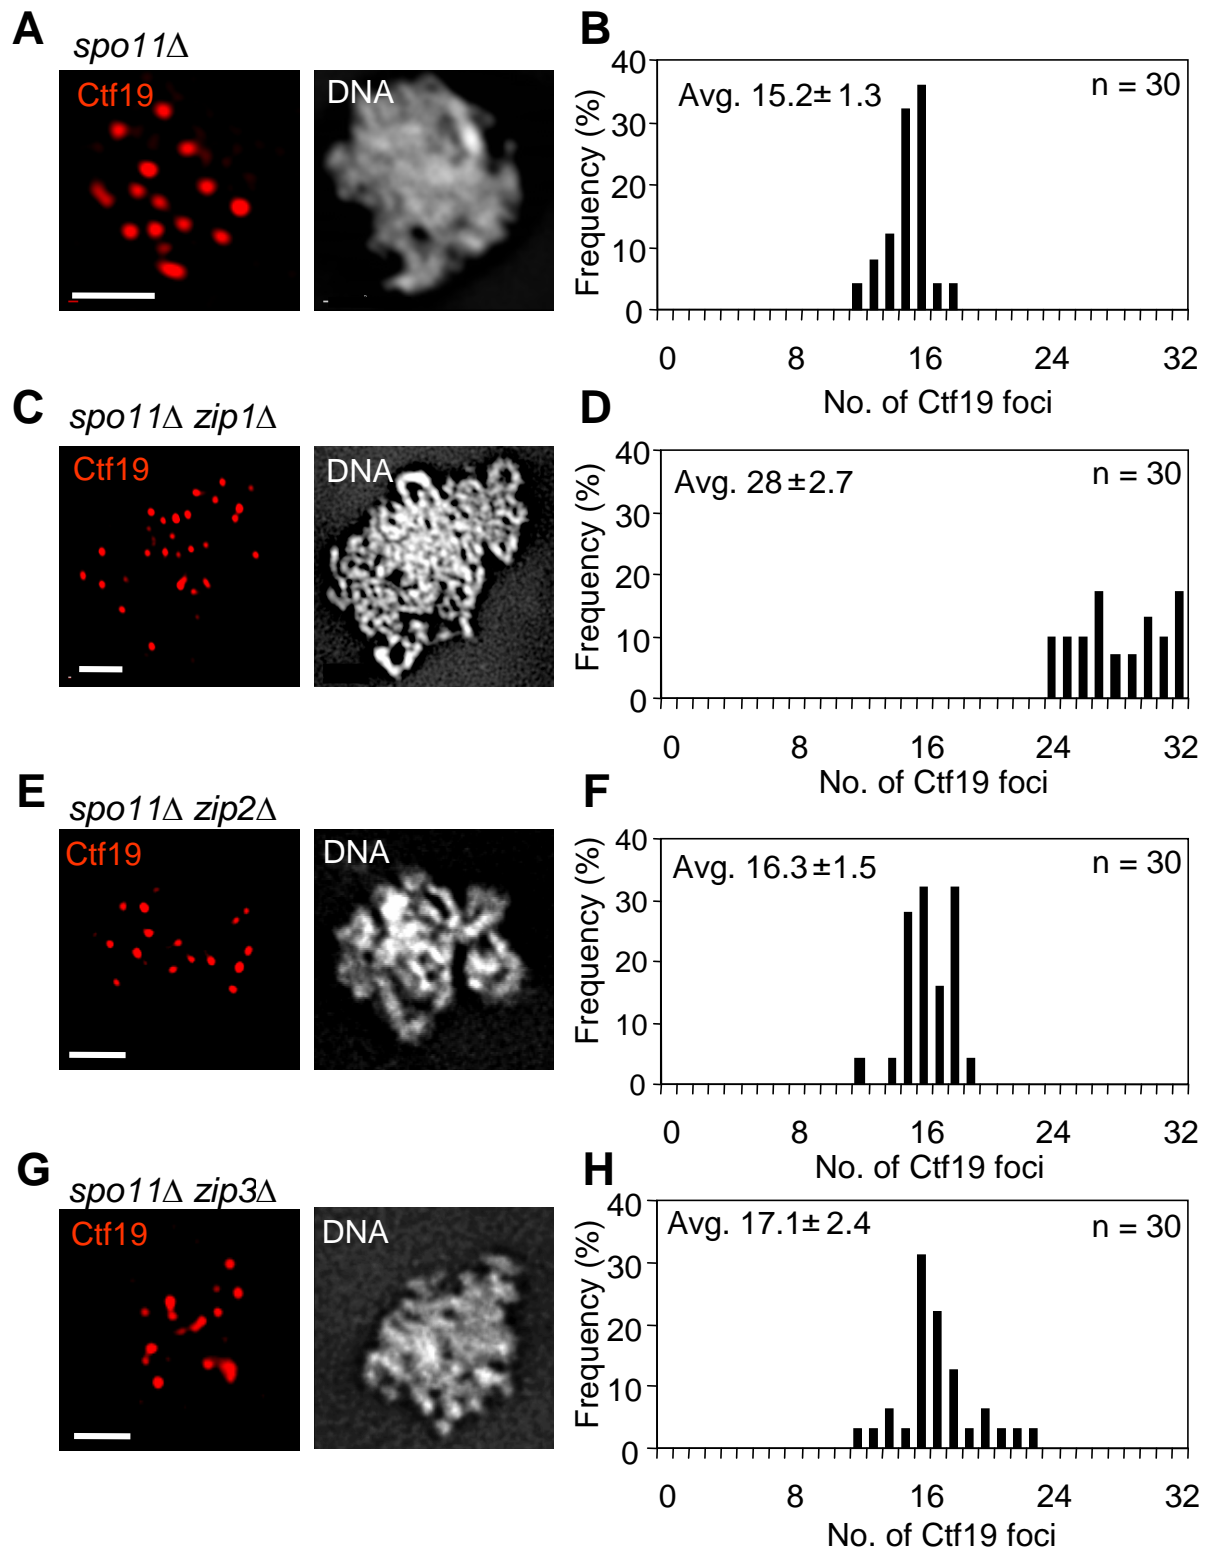 A
spo11Δ
Ctf19
DNA
B
Avg. 15.2± 1.3
n = 30
Frequency (%)
40
30
20
10
0
0 8 16 24 32
No. of Ctf19 foci
C
spo11Δ zip1Δ
Ctf19
DNA
D
Avg. 28±2.7
n = 30
Frequency (%)
40
30
20
10
0
0 8 16 24 32
No. of Ctf19 foci
E
spo11Δ zip2Δ
Ctf19
DNA
F
Avg. 16.3±1.5
n = 30
Frequency (%)
40
30
20
10
0
0 8 16 24 32
No. of Ctf19 foci
G
spo11Δ zip3Δ
Ctf19
DNA
H
Avg. 17.1± 2.4
n = 30
Frequency (%)
40
30
20
10
0
0 8 16 24 32
No. of Ctf19 foci